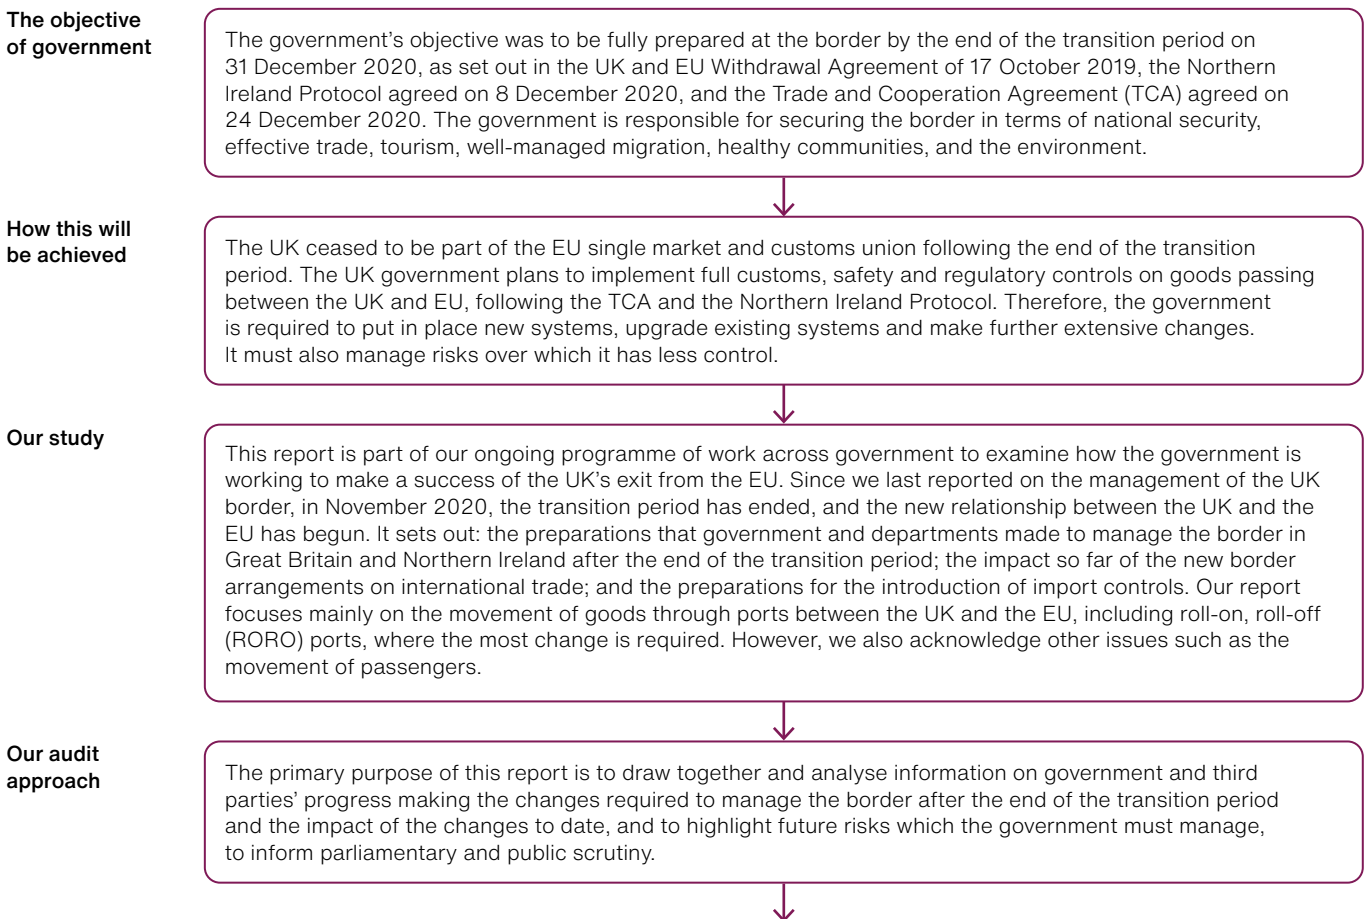 The objective
of government
The government's objective was to be fully prepared at the border by the end of the transition period on
31 December 2020, as set out in the UK and EU Withdrawal Agreement of 17 October 2019, the Northern
Ireland Protocol agreed on 8 December 2020, and the Trade and Cooperation Agreement (TCA) agreed on
24 December 2020. The government is responsible for securing the border in terms of national security,
effective trade, tourism, well-managed migration, healthy communities, and the environment.
How this will
be achieved
The UK ceased to be part of the EU single market and customs union following the end of the transition
period. The UK government plans to implement full customs, safety and regulatory controls on goods passing
between the UK and EU, following the TCA and the Northern Ireland Protocol. Therefore, the government
is required to put in place new systems, upgrade existing systems and make further extensive changes.
It must also manage risks over which it has less control.
Our study
This report is part of our ongoing programme of work across government to examine how the government is
working to make a success of the UK's exit from the EU. Since we last reported on the management of the UK
border, in November 2020, the transition period has ended, and the new relationship between the UK and the
EU has begun. It sets out: the preparations that government and departments made to manage the border in
Great Britain and Northern Ireland after the end of the transition period; the impact so far of the new border
arrangements on international trade; and the preparations for the introduction of import controls. Our report
focuses mainly on the movement of goods through ports between the UK and the EU, including roll-on, roll-off
(RORO) ports, where the most change is required. However, we also acknowledge other issues such as the
movement of passengers.
Our audit
approach
The primary purpose of this report is to draw together and analyse information on government and third
parties' progress making the changes required to manage the border after the end of the transition period
and the impact of the changes to date, and to highlight future risks which the government must manage,
to inform parliamentary and public scrutiny.